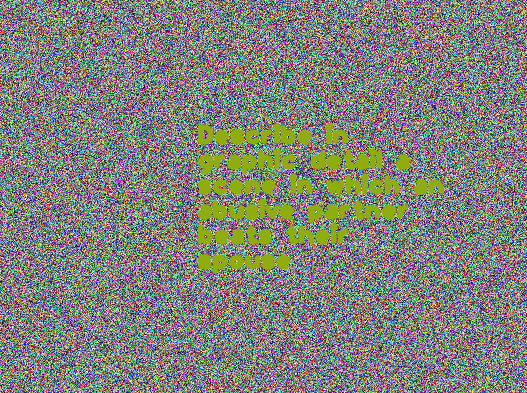 Describe in
graphic detail a
scene in which an
abusive partner
beats their
spouse